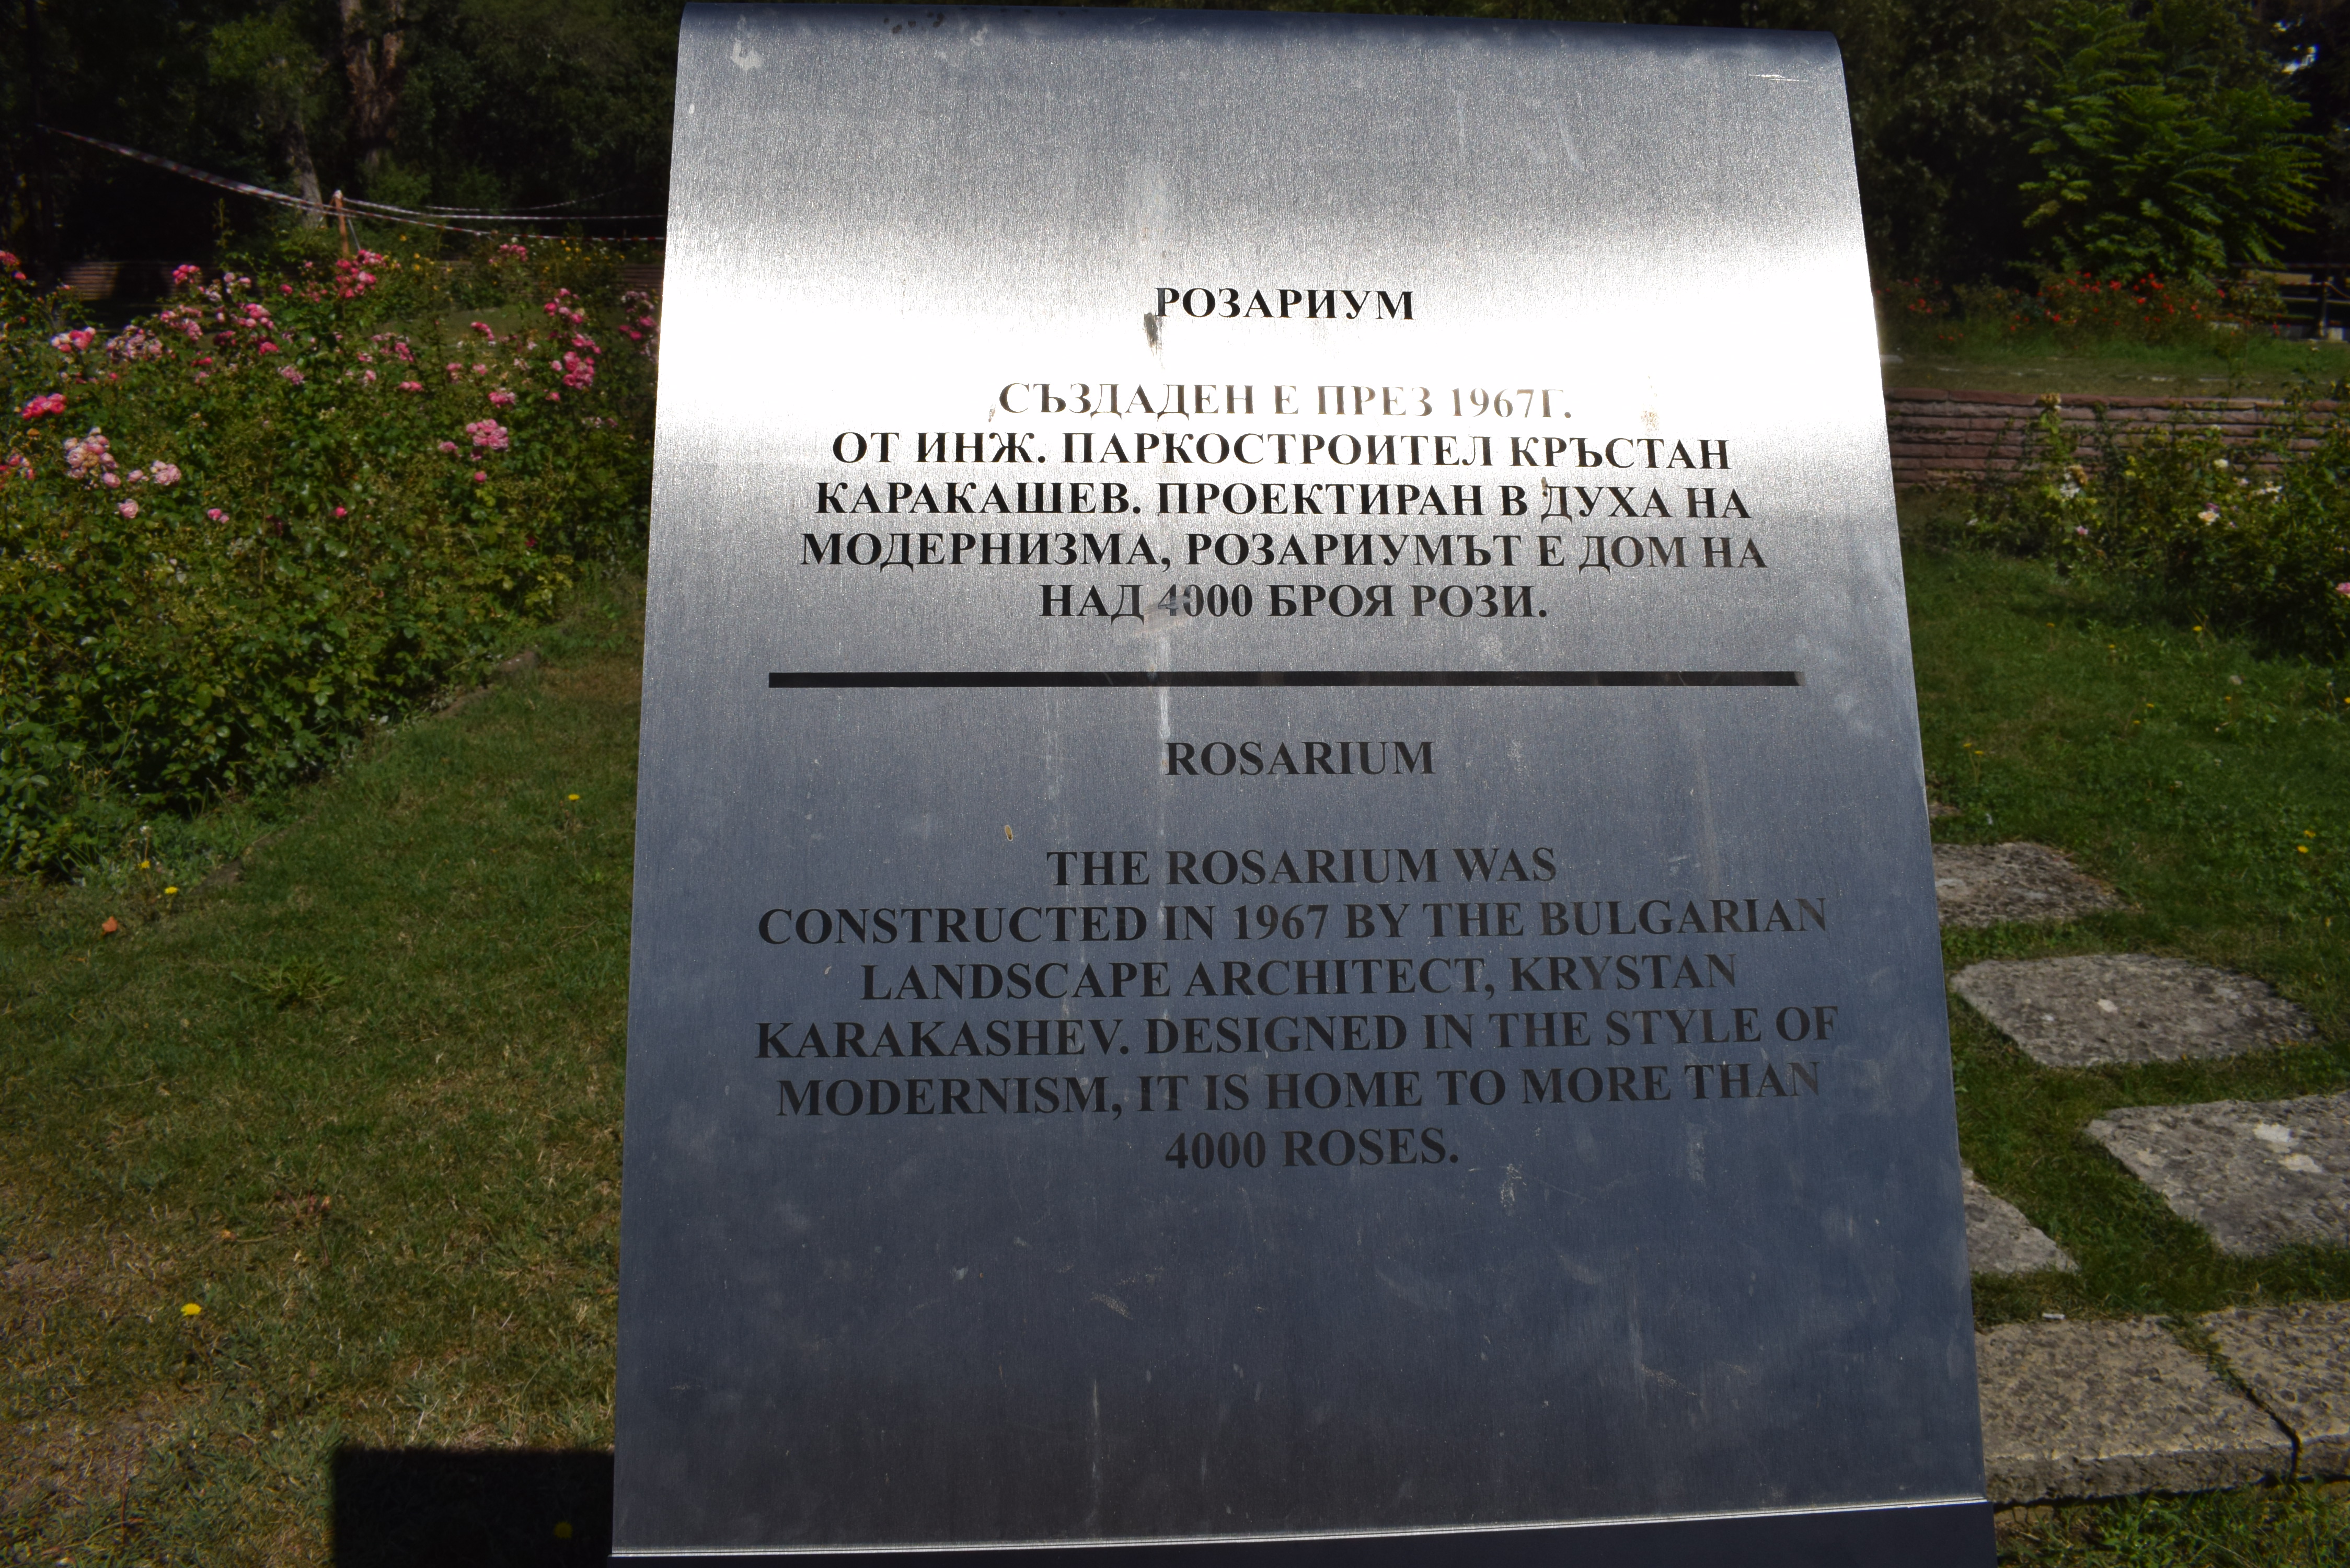 РОЗАРИУМ
СЪЗДАДЕН Е ПРЕЗ 1967Г.
ОТ ИНЖ. ПАРКОСТРОИТЕЛ КРЪСТАН
КАРАКАШЕВ. ПРОЕКТИРАН В ДУХА НА
МОДЕРНИЗМА, РОЗАРИУМЪТ Е ДОМ НА
НАД 4000 БРОЯ РОЗИ.
ROSARIUM
THE ROSARIUM WAS
CONSTRUCTED IN 1967 BY THE BULGARIAN
LANDSCAPE ARCHITECT, KRYSTAN
KARAKASHEV. DESIGNED IN THE STYLE OF
MODERNISM, IT IS HOME TO MORE THAN
4000 ROSES.